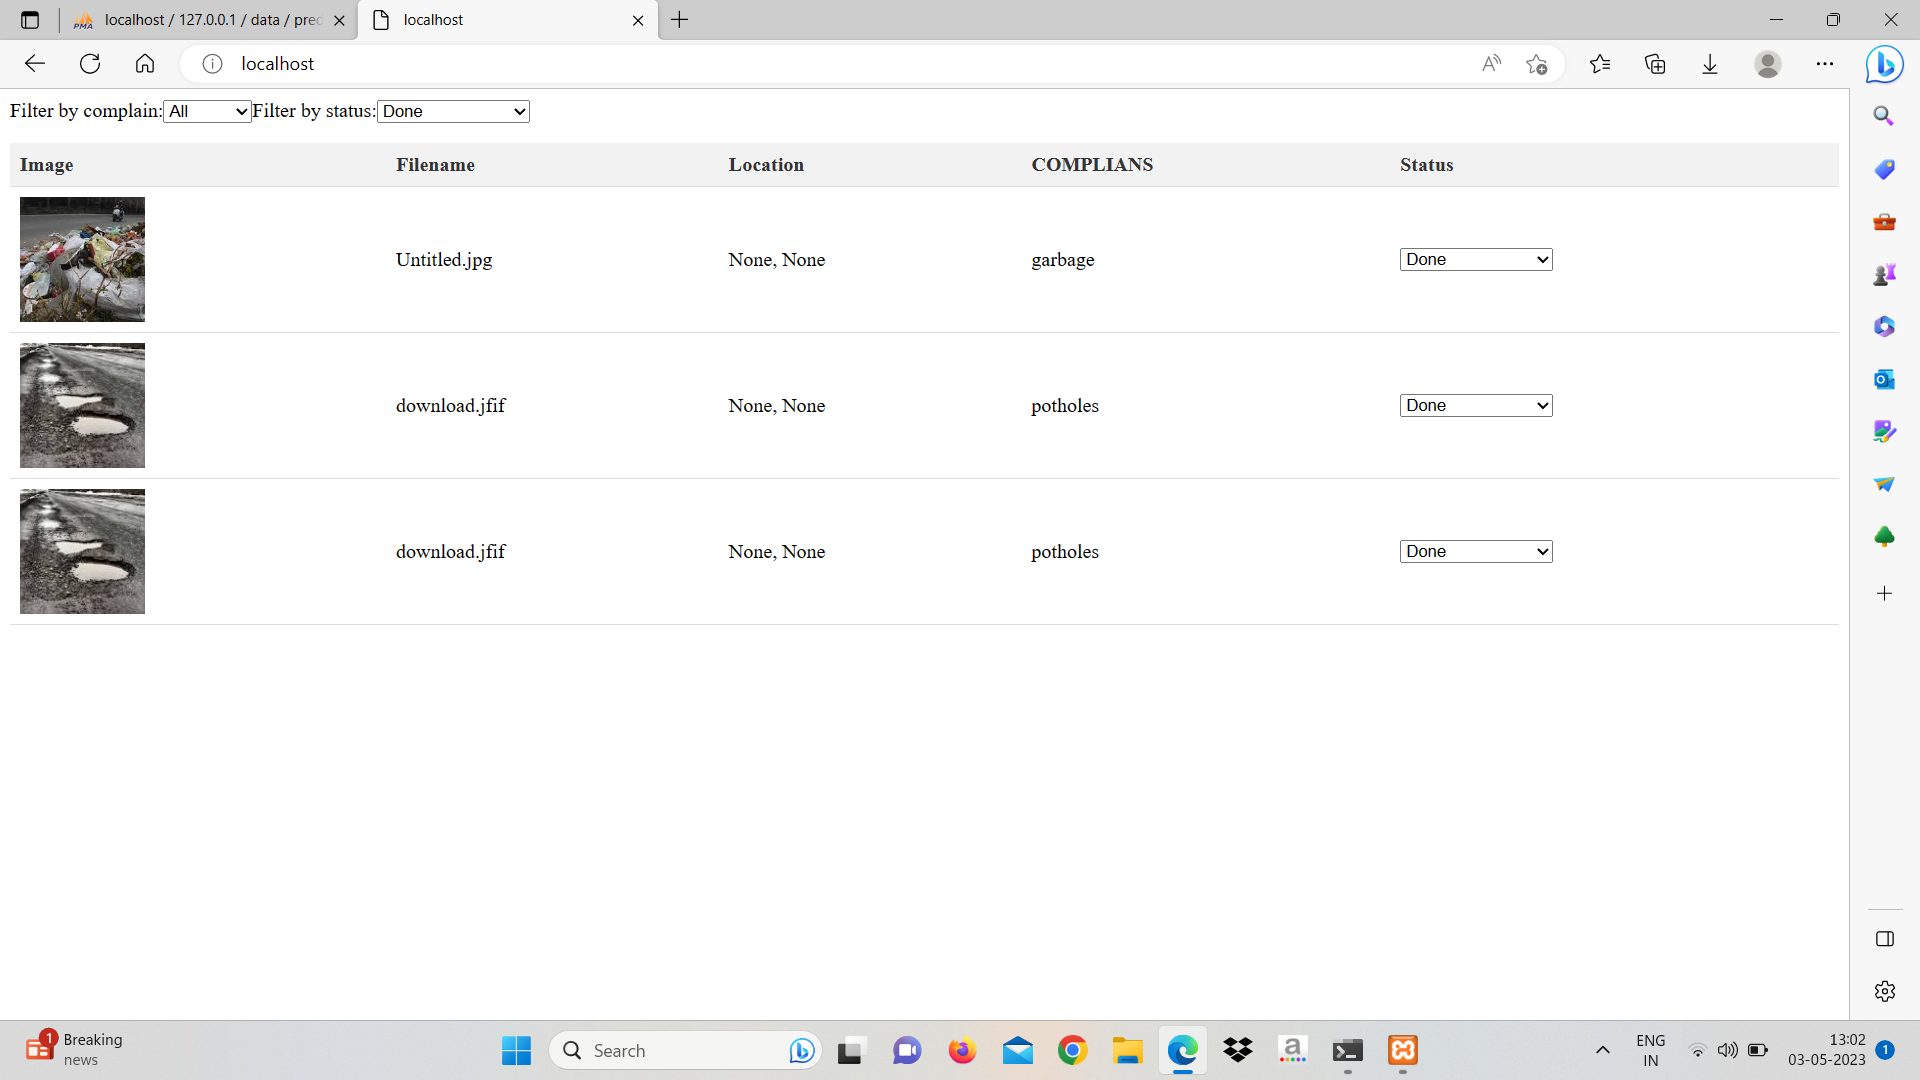 PMA localhost / 127.0.0.1 / data / prec
localhost
localhost
Filter by complain: All Filter by status: Done
Image Filename Location COMPLIANS Status
Untitled.jpg None, None garbage Done
download.jfif None, None potholes Done
download.jfif None, None potholes Done
1 Breaking
news
Search
a
ENG
IN
13:02
03-05-2023
1